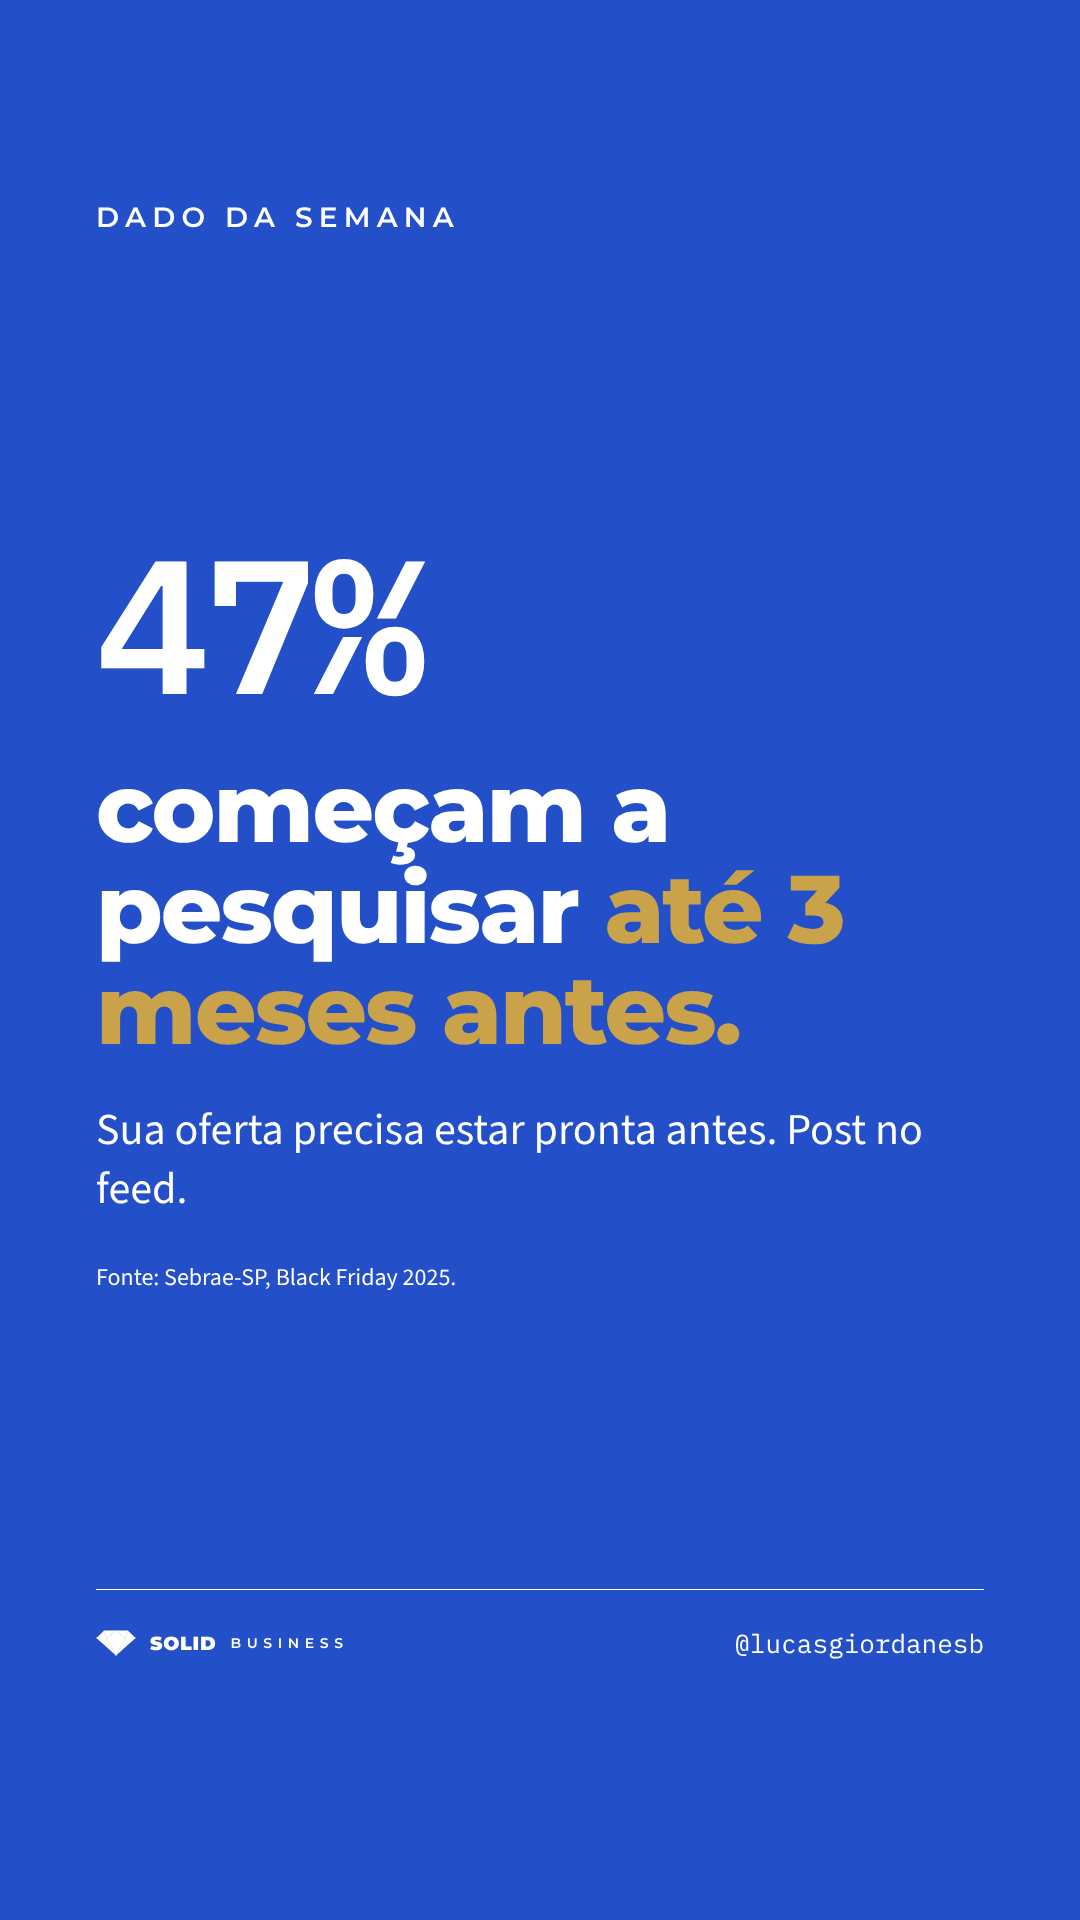 DADO DA SEMANA
47%
começam a
pesquisar até 3
meses antes.
Sua oferta precisa estar pronta antes. Post no
feed.
Fonte: Sebrae-SP, Black Friday 2025.
SOLID BUSINESS
@lucasgiordanesb